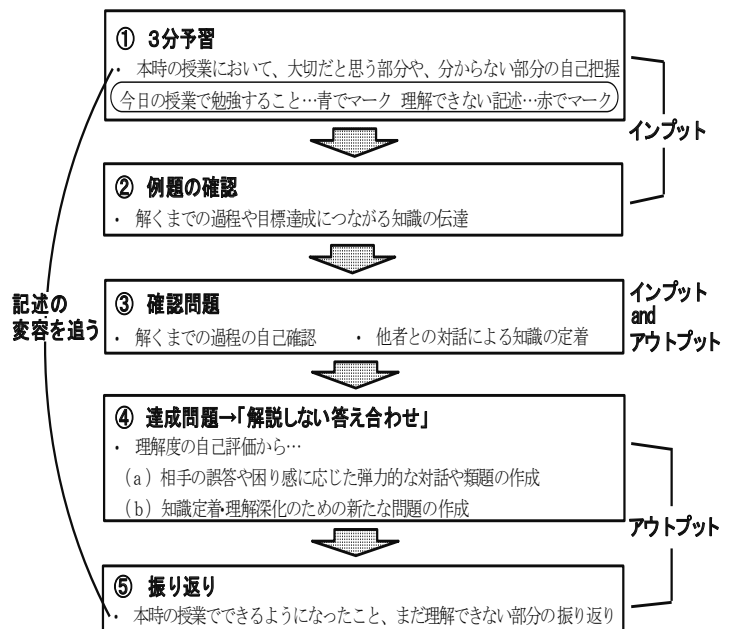 ① 3分予習
・ 本時の授業において、大切だと思う部分や、分からない部分の自己把握
今日の授業で勉強すること…青でマーク 理解できない記述…赤でマーク
インプット
② 例題の確認
・ 解くまでの過程や目標達成につながる知識の伝達
記述の
変容を追う
③ 確認問題
・ 解くまでの過程の自己確認 ・ 他者との対話による知識の定着
インプット
and
アウトプット
④ 達成問題→「解説しない答え合わせ」
・ 理解度の自己評価から…
(a) 相手の誤答や困り感に応じた弾力的な対話や類題の作成
(b) 知識定着・理解深化のための新たな問題の作成
アウトプット
⑤ 振り返り
・ 本時の授業でできるようになったこと、まだ理解できない部分の振り返り